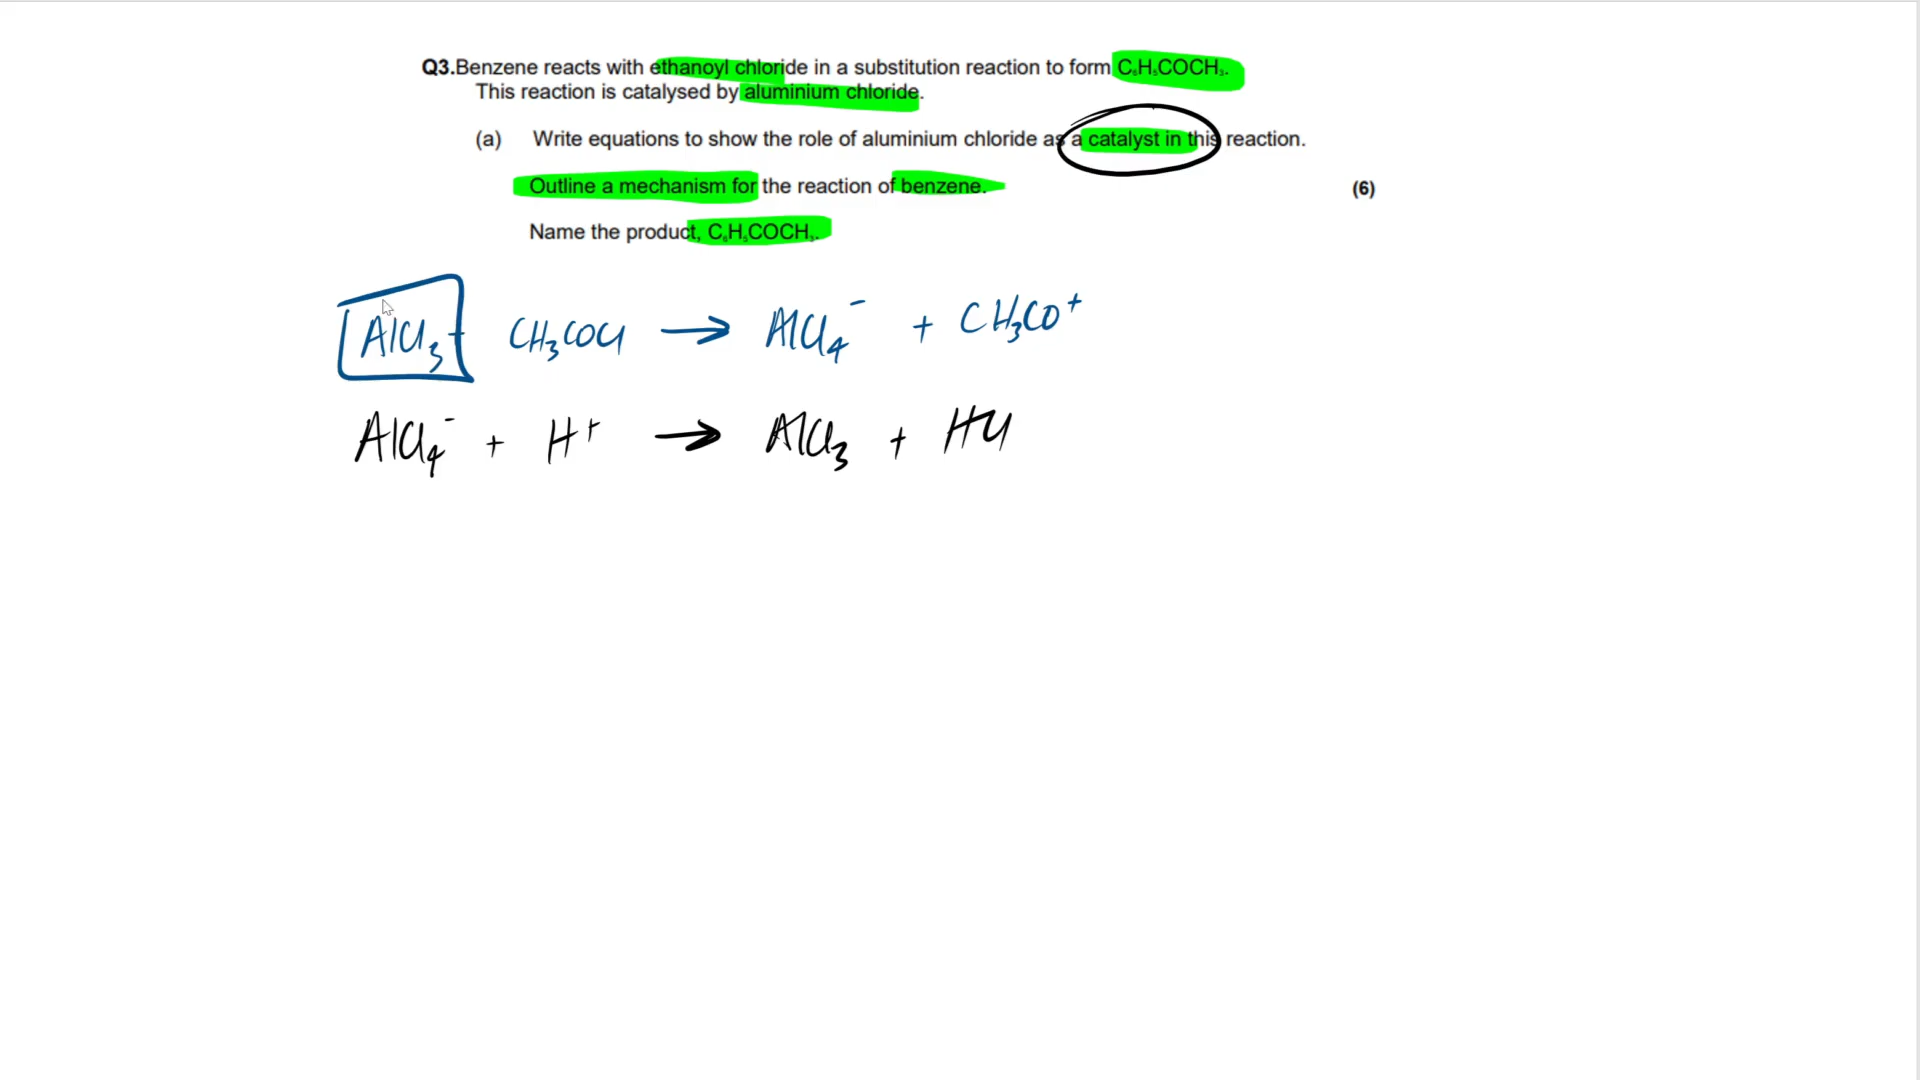 Q3.Benzene reacts with ethanoyl chloride in a substitution reaction to form C₆H₅COCH₃.
This reaction is catalysed by aluminium chloride.
(a) Write equations to show the role of aluminium chloride as a catalyst in this reaction.
Outline a mechanism for the reaction of benzene.
(6)
Name the product, C₆H₅COCH₃.
AlCl₃ + CH₃COCl → AlCl₄⁻ + CH₃CO⁺
AlCl₄⁻ + H⁺ → AlCl₃ + HCl